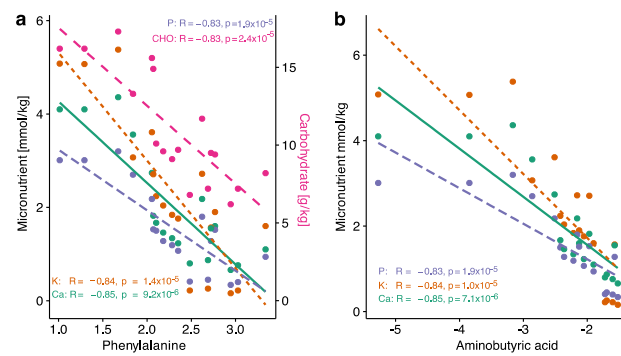 a
P: R = −0.83, p=1.9x10⁻⁵
CHO: R = −0.83, p=2.4x10⁻⁵
6
4
2
0
Micronutrient [mmol/kg]
15
10
5
0
Carbohydrate [g/kg]
K: R = −0.84, p = 1.4x10⁻⁵
Ca: R = −0.85, p = 9.2x10⁻⁶
1.0 1.5 2.0 2.5 3.0
Phenylalanine
b
6
4
2
0
Micronutrient mmol/kg
P: R = −0.83, p=1.9x10⁻⁵
K: R = −0.84, p=1.0x10⁻⁵
Ca: R = −0.85, p=7.1x10⁻⁶
-5 -4 -3 -2
Aminobutyric acid